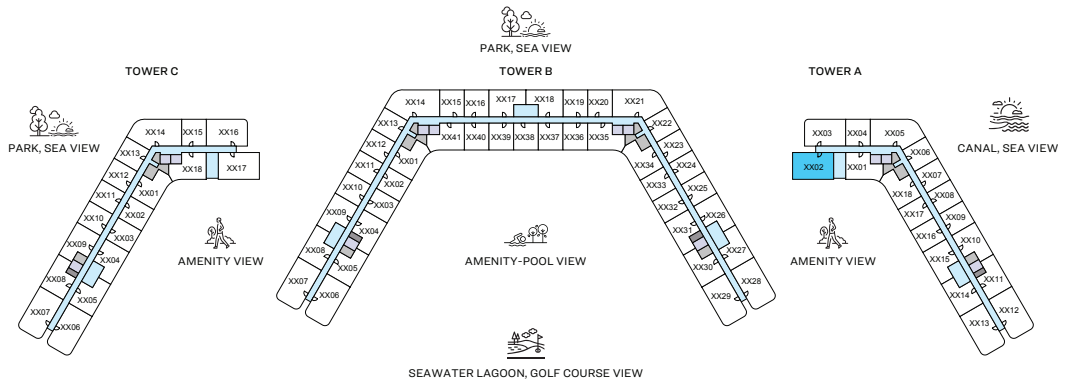 PARK, SEA VIEW
TOWER C
TOWER B
TOWER A
PARK, SEA VIEW
CANAL, SEA VIEW
XX14
XX15
XX16
XX13
XX12
XX11
XX10
XX09
XX08
XX07
XX06
XX05
XX04
XX03
XX02
XX01
XX18
XX17
AMENITY VIEW
XX14
XX15
XX16
XX17
XX18
XX19
XX20
XX21
XX13
XX12
XX11
XX10
XX09
XX08
XX07
XX06
XX05
XX04
XX03
XX02
XX01
XX41
XX40
XX39
XX38
XX37
XX36
XX35
XX22
XX23
XX24
XX25
XX26
XX27
XX28
XX29
XX30
XX31
XX32
XX33
XX34
AMENITY-POOL VIEW
XX03
XX04
XX05
XX02
XX01
XX06
XX07
XX08
XX09
XX10
XX11
XX12
XX13
XX14
XX15
XX16
XX17
XX18
AMENITY VIEW
SEAWATER LAGOON, GOLF COURSE VIEW